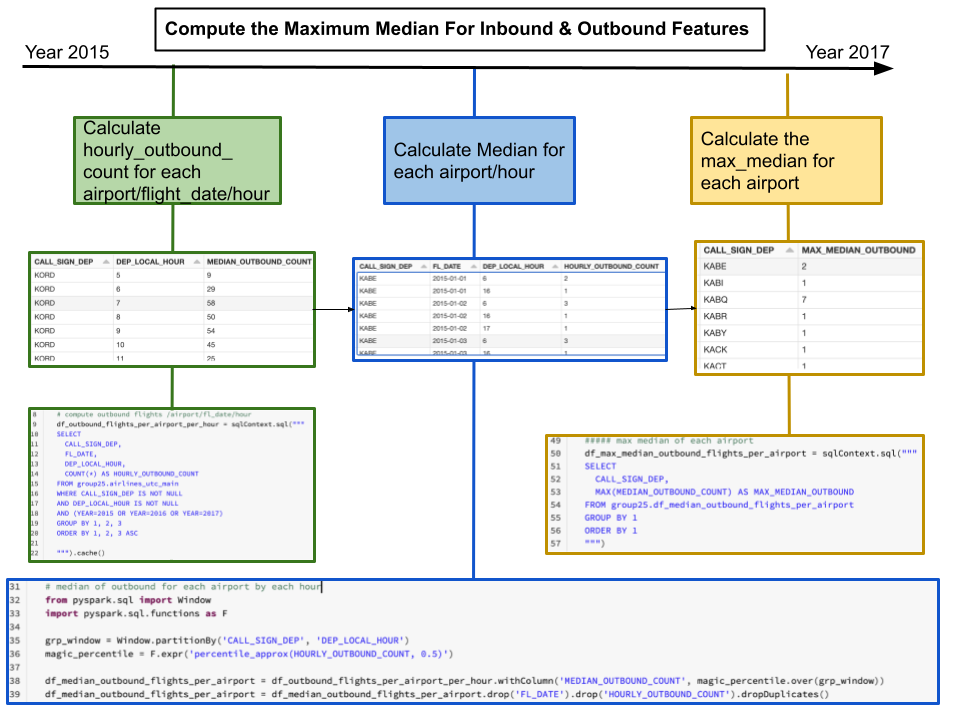 Compute the Maximum Median For Inbound & Outbound Features
Year 2015
Year 2017
Calculate
hourly_outbound_
count for each
airport/flight_date/hour
Calculate Median for
each airport/hour
Calculate the
max_median for
each airport
CALL_SIGN_DEP DEP_LOCAL_HOUR MEDIAN_OUTBOUND_COUNT
KORD 5 9
KORD 6 29
KORD 7 58
KORD 8 50
KORD 9 54
KORD 10 45
KORD 11 25
CALL_SIGN_DEP FL_DATE DEP_LOCAL_HOUR HOURLY_OUTBOUND_COUNT
KABE 2015-01-01 6 2
KABE 2015-01-01 16 1
KABE 2015-01-02 6 3
KABE 2015-01-02 16 1
KABE 2015-01-02 17 1
KABE 2015-01-03 6 3
KABE 2015-01-03 16 1
CALL_SIGN_DEP MAX_MEDIAN_OUTBOUND
KABE 2
KABI 1
KABQ 7
KABR 1
KABY 1
KACK 1
KACT 1
8 # compute outbound flights /airport/fl_date/hour
9 df_outbound_flights_per_airport_per_hour = sqlContext.sql("""
10 SELECT
11 CALL_SIGN_DEP,
12 FL_DATE,
13 DEP_LOCAL_HOUR,
14 COUNT(*) AS HOURLY_OUTBOUND_COUNT
15 FROM group25.airlines_utc_main
16 WHERE CALL_SIGN_DEP IS NOT NULL
17 AND DEP_LOCAL_HOUR IS NOT NULL
18 AND (YEAR=2015 OR YEAR=2016 OR YEAR=2017)
19 GROUP BY 1, 2, 3
20 ORDER BY 1, 2, 3 ASC
21
22 """).cache()
49 ##### max median of each airport
50 df_max_median_outbound_flights_per_airport = sqlContext.sql("""
51 SELECT
52 CALL_SIGN_DEP,
53 MAX(MEDIAN_OUTBOUND_COUNT) AS MAX_MEDIAN_OUTBOUND
54 FROM group25.df_median_outbound_flights_per_airport
55 GROUP BY 1
56 ORDER BY 1
57 """)
31 # median of outbound for each airport by each hour
32 from pyspark.sql import Window
33 import pyspark.sql.functions as F
34
35 grp_window = Window.partitionBy('CALL_SIGN_DEP', 'DEP_LOCAL_HOUR')
36 magic_percentile = F.expr('percentile_approx(HOURLY_OUTBOUND_COUNT, 0.5)')
37
38 df_median_outbound_flights_per_airport = df_outbound_flights_per_airport_per_hour.withColumn('MEDIAN_OUTBOUND_COUNT', magic_percentile.over(grp_window))
39 df_median_outbound_flights_per_airport = df_median_outbound_flights_per_airport.drop('FL_DATE').drop('HOURLY_OUTBOUND_COUNT').dropDuplicates()